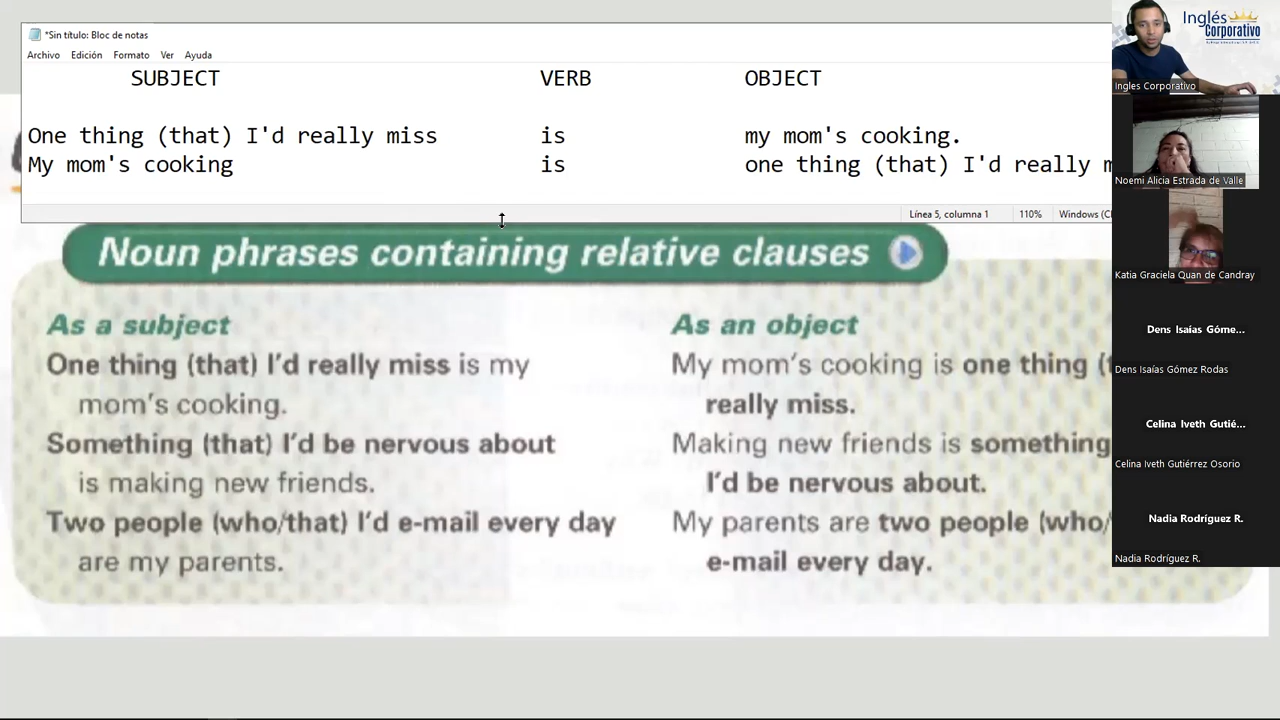 *Sin título: Bloc de notas
Archivo Edición Formato Ver Ayuda
SUBJECT VERB OBJECT
One thing (that) I'd really miss is my mom's cooking.
My mom's cooking is one thing (that) I'd really m
Línea 5, columna 1 110% Windows (C
Noun phrases containing relative clauses
As a subject
One thing (that) I'd really miss is my
mom's cooking.
Something (that) I'd be nervous about
is making new friends.
Two people (who/that) I'd e-mail every day
are my parents.
As an object
My mom's cooking is one thing (
really miss.
Making new friends is something
I'd be nervous about.
My parents are two people (who/
e-mail every day.
Inglés
Corporativo
Ingles Corporativo
Noemi Alicia Estrada de Valle
Katia Graciela Quan de Candray
Dens Isaías Góme...
Dens Isaías Gómez Rodas
Celina Iveth Gutié...
Celina Iveth Gutiérrez Osorio
Nadia Rodríguez R.
Nadia Rodríguez R.